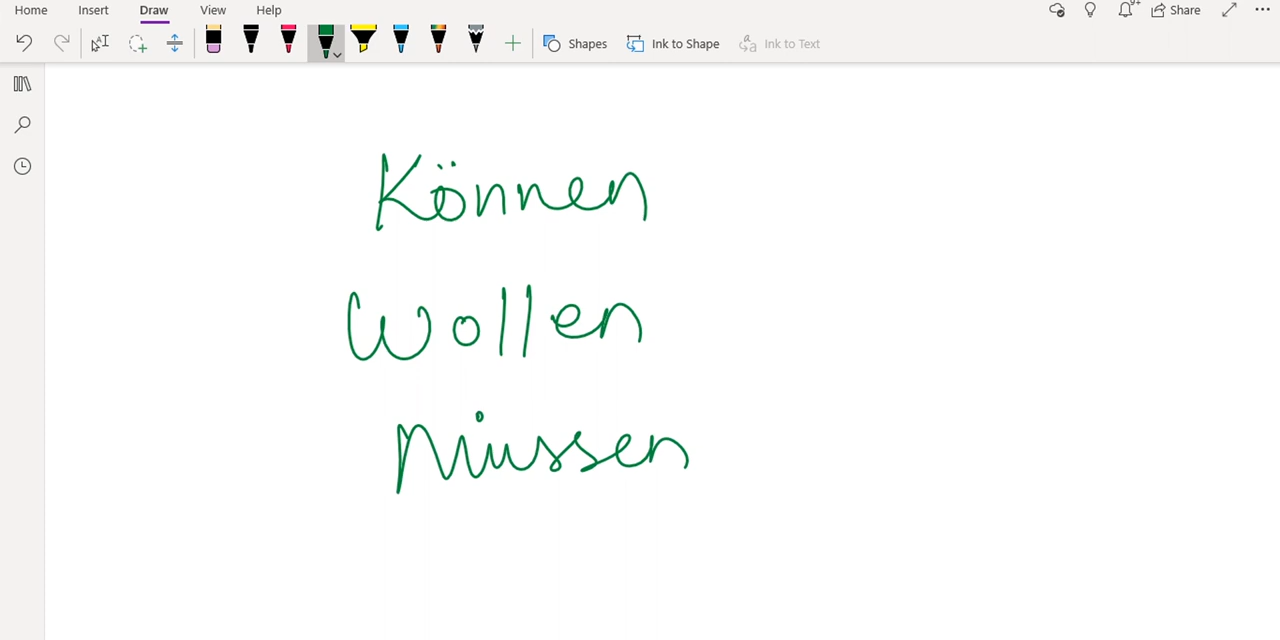 Home Insert Draw View Help Share
Shapes Ink to Shape Ink to Text
Können
Wollen
Müssen